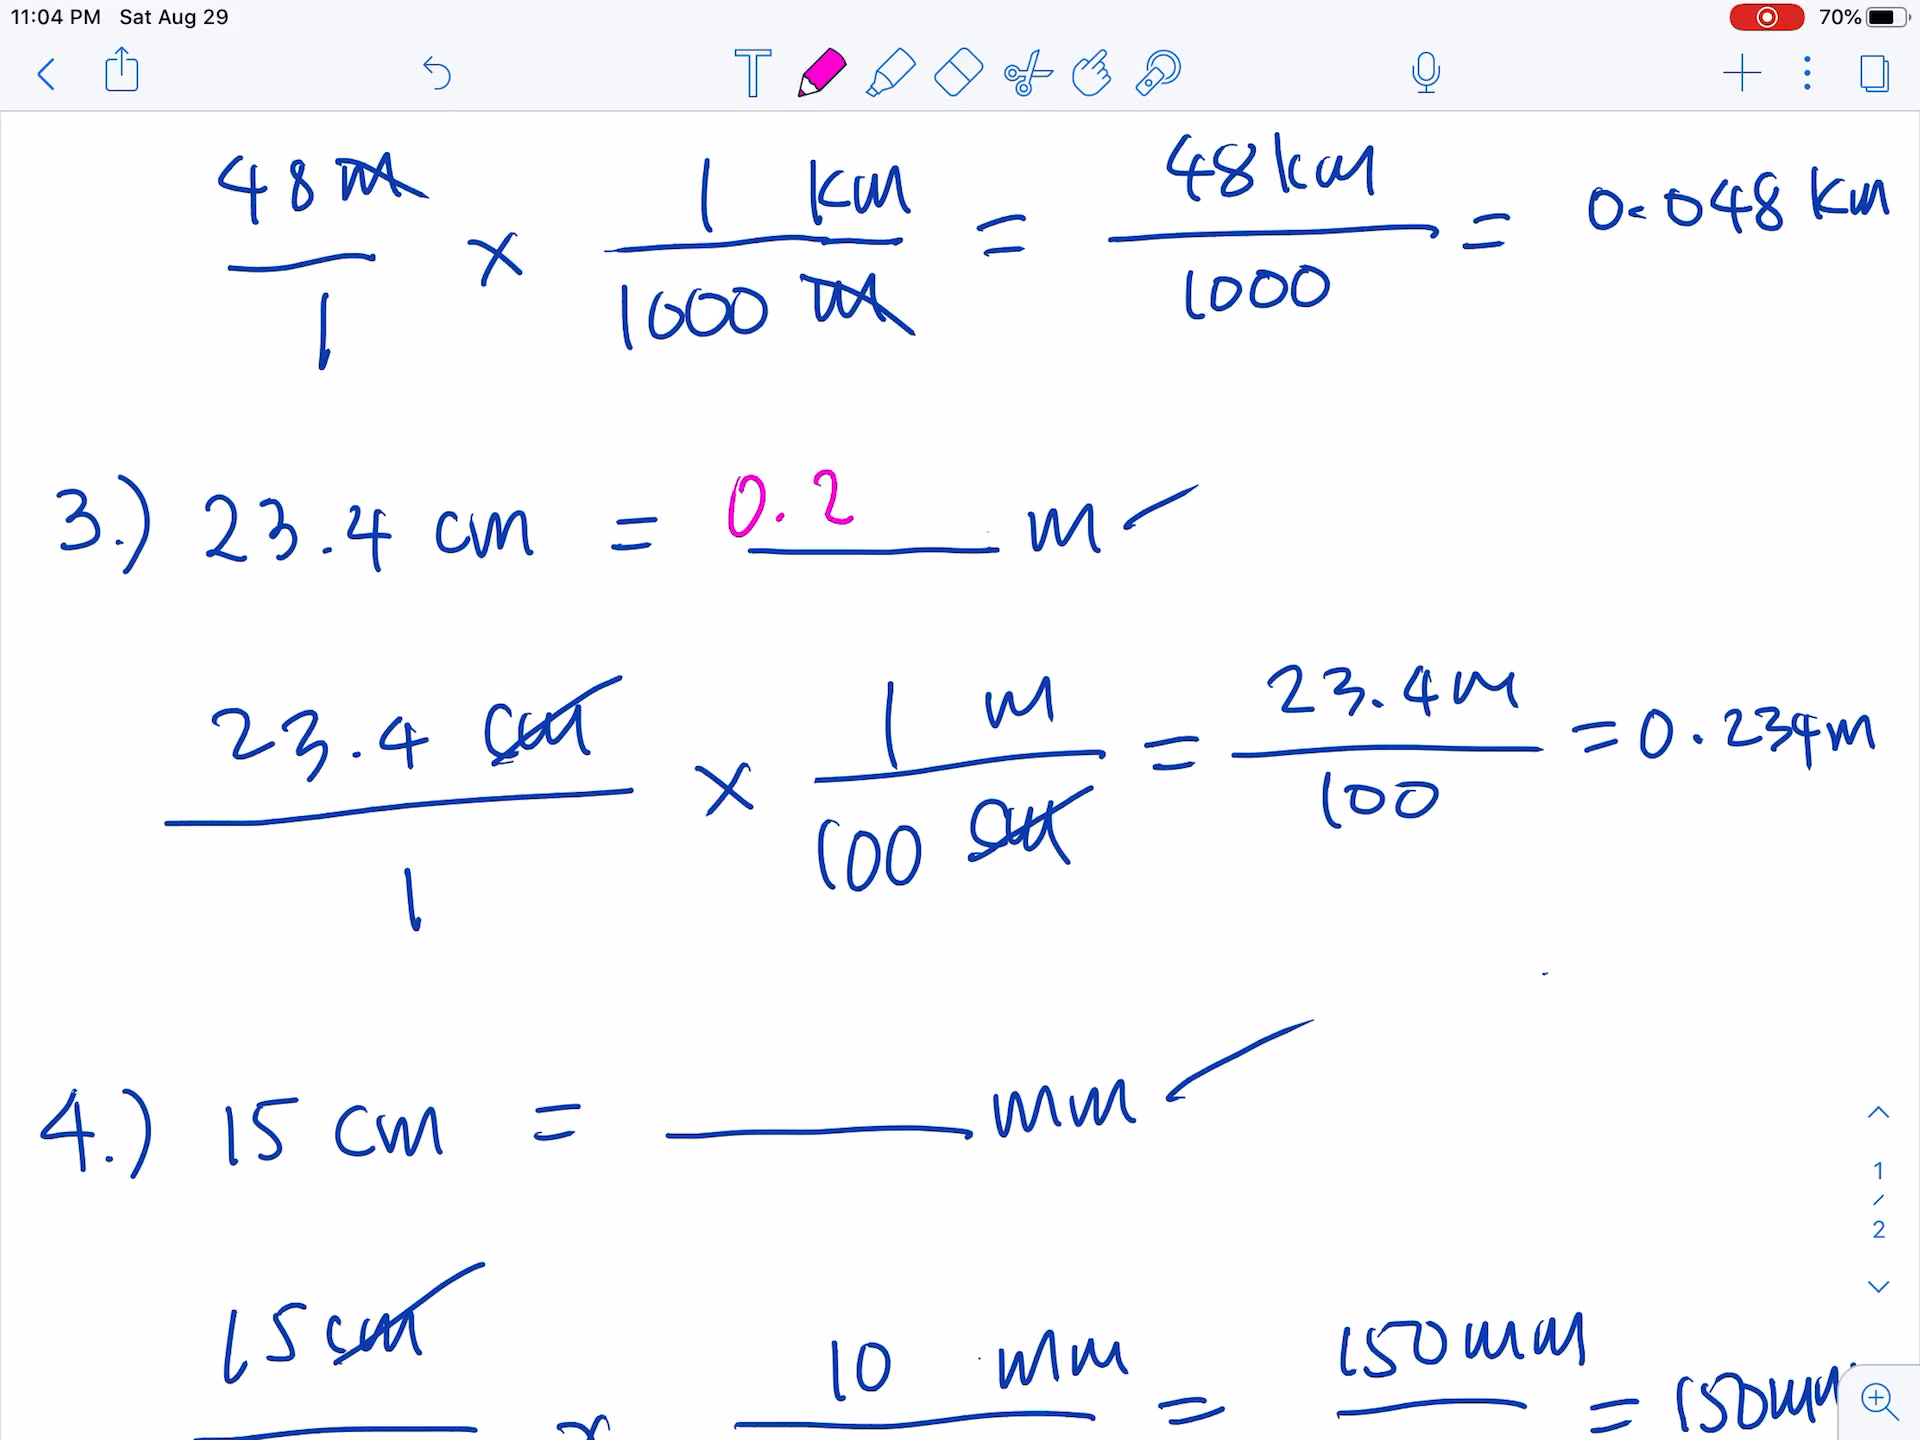 11:04 PM Sat Aug 29 70%
T
48 m × 1 km = 48 km = 0.048 km
1 1000 m 1000
3.) 23.4 cm = 0.2 m
23.4 cm × 1 m = 23.4 m = 0.234 m
1 100 cm 100
4.) 15 cm = mm
1
/
2
15 cm × 10 mm = 150 mm = 150 mm